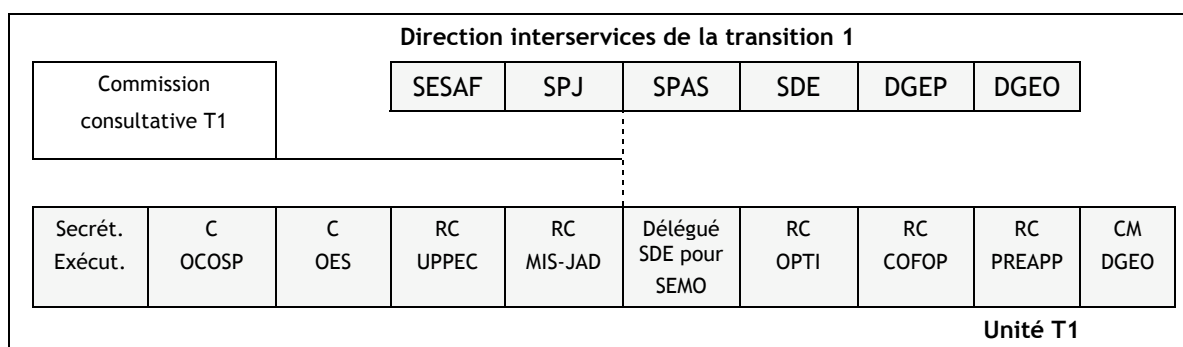 Direction interservices de la transition 1
Commission
consultative T1
SESAF SPJ SPAS SDE DGEP DGEO
Secrét.
Exécut.
C
OCOSP
C
OES
RC
UPPEC
RC
MIS-JAD
Délégué
SDE pour
SEMO
RC
OPTI
RC
COFOP
RC
PREAPP
CM
DGEO
Unité T1